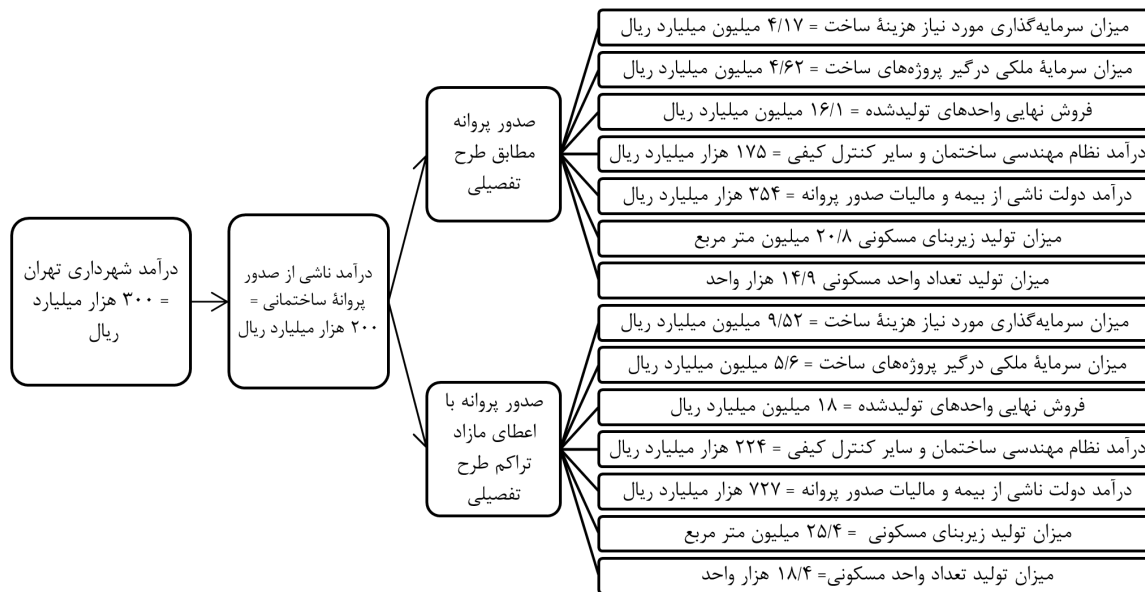 درآمد شهرداری تهران
= ۳۰۰ هزار میلیارد
ریال
درآمد ناشی از صدور
پروانهٔ ساختمانی =
۲۰۰ هزار میلیارد ریال
صدور پروانه
مطابق طرح
تفصیلی
میزان سرمایه‌گذاری مورد نیاز هزینهٔ ساخت = ۴/۱۷ میلیون میلیارد ریال
میزان سرمایهٔ ملکی درگیر پروژه‌های ساخت = ۴/۶۲ میلیون میلیارد ریال
فروش نهایی واحدهای تولیدشده = ۱۶/۱ میلیون میلیارد ریال
درآمد نظام مهندسی ساختمان و سایر کنترل کیفی = ۱۷۵ هزار میلیارد ریال
درآمد دولت ناشی از بیمه و مالیات صدور پروانه = ۳۵۴ هزار میلیارد ریال
میزان تولید زیربنای مسکونی ۲۰/۸ میلیون متر مربع
میزان تولید تعداد واحد مسکونی ۱۴/۹ هزار واحد
صدور پروانه با
اعطای مازاد
تراکم طرح
تفصیلی
میزان سرمایه‌گذاری مورد نیاز هزینهٔ ساخت = ۹/۵۲ میلیون میلیارد ریال
میزان سرمایهٔ ملکی درگیر پروژه‌های ساخت = ۵/۶ میلیون میلیارد ریال
فروش نهایی واحدهای تولیدشده = ۱۸ میلیون میلیارد ریال
درآمد نظام مهندسی ساختمان و سایر کنترل کیفی = ۲۲۴ هزار میلیارد ریال
درآمد دولت ناشی از بیمه و مالیات صدور پروانه = ۷۲۷ هزار میلیارد ریال
میزان تولید زیربنای مسکونی = ۲۵/۴ میلیون متر مربع
میزان تولید تعداد واحد مسکونی= ۱۸/۴ هزار واحد